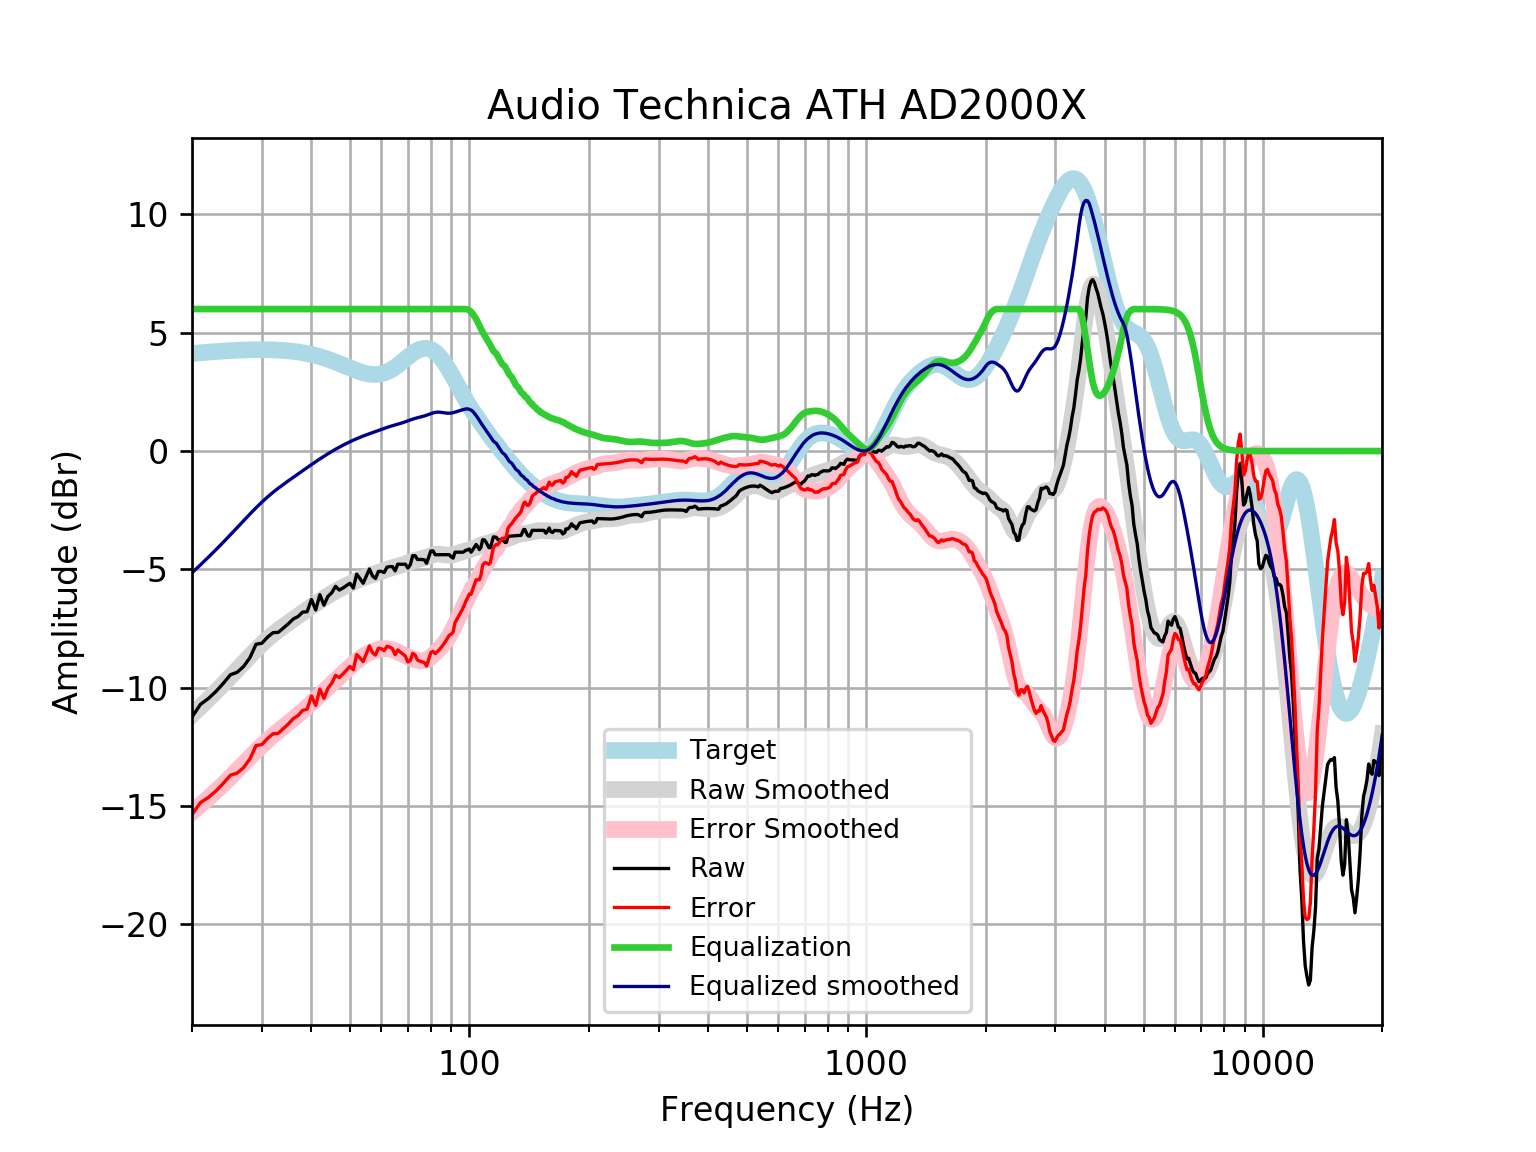 Audio Technica ATH AD2000X
10
5
0
−5
−10
−15
−20
Amplitude (dBr)
Target
Raw Smoothed
Error Smoothed
Raw
Error
Equalization
Equalized smoothed
100
1000
10000
Frequency (Hz)